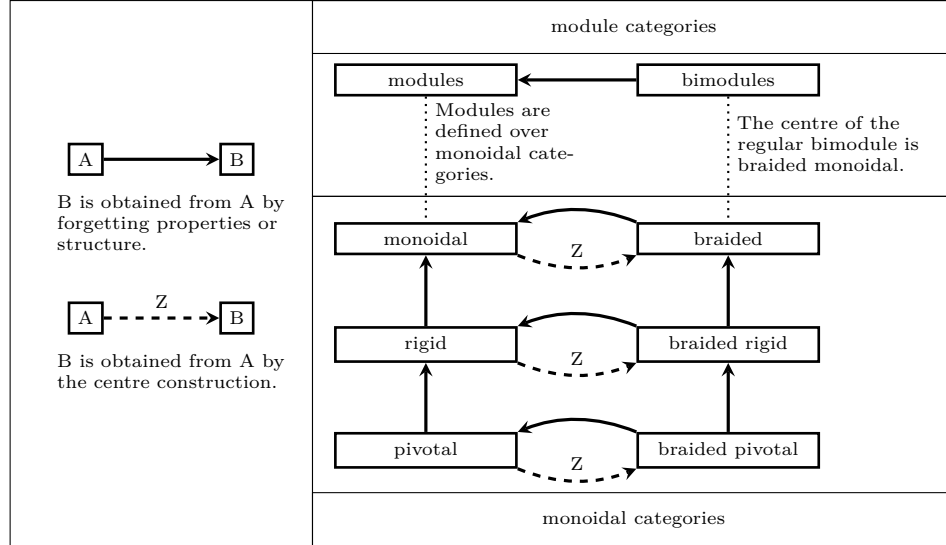 module categories
modules
bimodules
Modules are
defined over
monoidal cate-
gories.
The centre of the
regular bimodule is
braided monoidal.
A
B
B is obtained from A by
forgetting properties or
structure.
Z
A
B
B is obtained from A by
the centre construction.
monoidal
braided
Z
rigid
braided rigid
Z
pivotal
braided pivotal
Z
monoidal categories